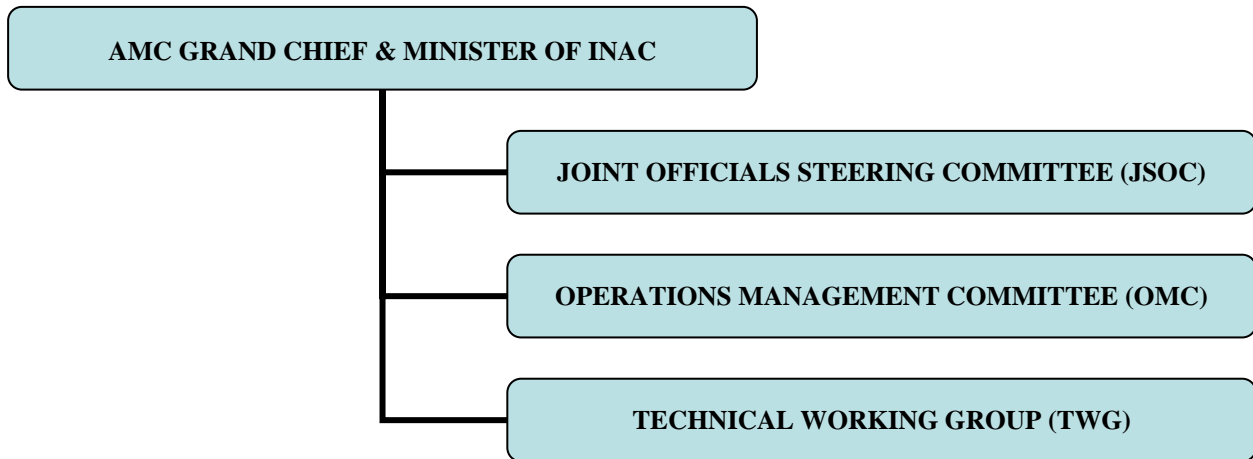 AMC GRAND CHIEF & MINISTER OF INAC
JOINT OFFICIALS STEERING COMMITTEE (JSOC)
OPERATIONS MANAGEMENT COMMITTEE (OMC)
TECHNICAL WORKING GROUP (TWG)